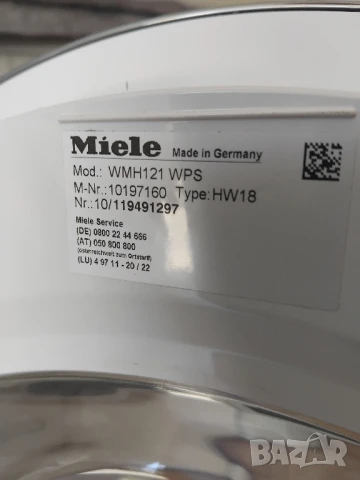 Miele Made in Germany
Mod.: WMH121 WPS
M-Nr.:10197160 Type:HW18
Nr.:10/119491297
Miele Service
(DE) 0800 22 44 666
(AT) 050 800 800
(österreichweit zum Ortstarif)
(LU) 4 97 11 - 20 / 22
bazar.bg